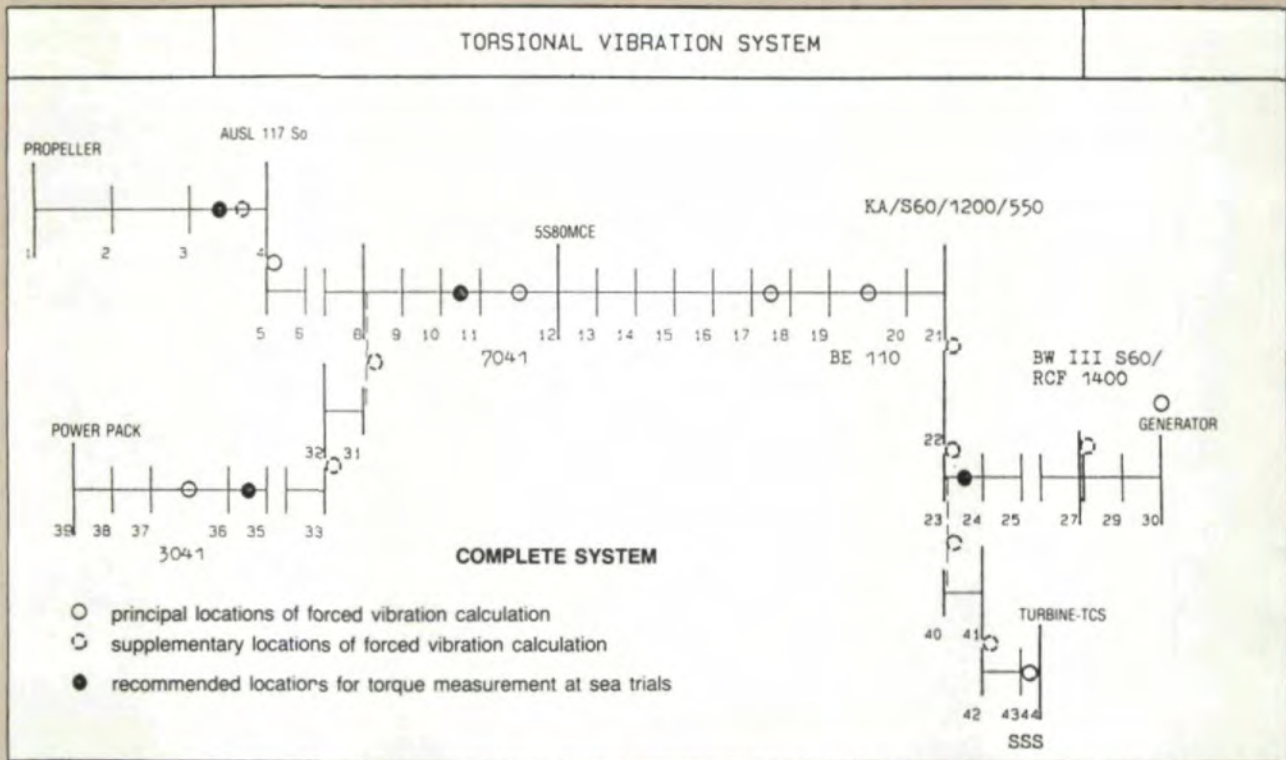 TORSIONAL VIBRATION SYSTEM
AUSL 117 So
PROPELLER
KA/S60/1200/550
5S80MCE
1 2 3 4
5 6 8 9 10 11 12 13 14 15 16 17 18 19 20 21
7041
BE 110
BW III S60/
RCF 1400
GENERATOR
POWER PACK
32 31
22
39 38 37 36 35 33
23 24 25 27 29 30
3041
COMPLETE SYSTEM
principal locations of forced vibration calculation
supplementary locations of forced vibration calculation
recommended locations for torque measurement at sea trials
TURBINE-TCS
40 41
42 43 44
SSS